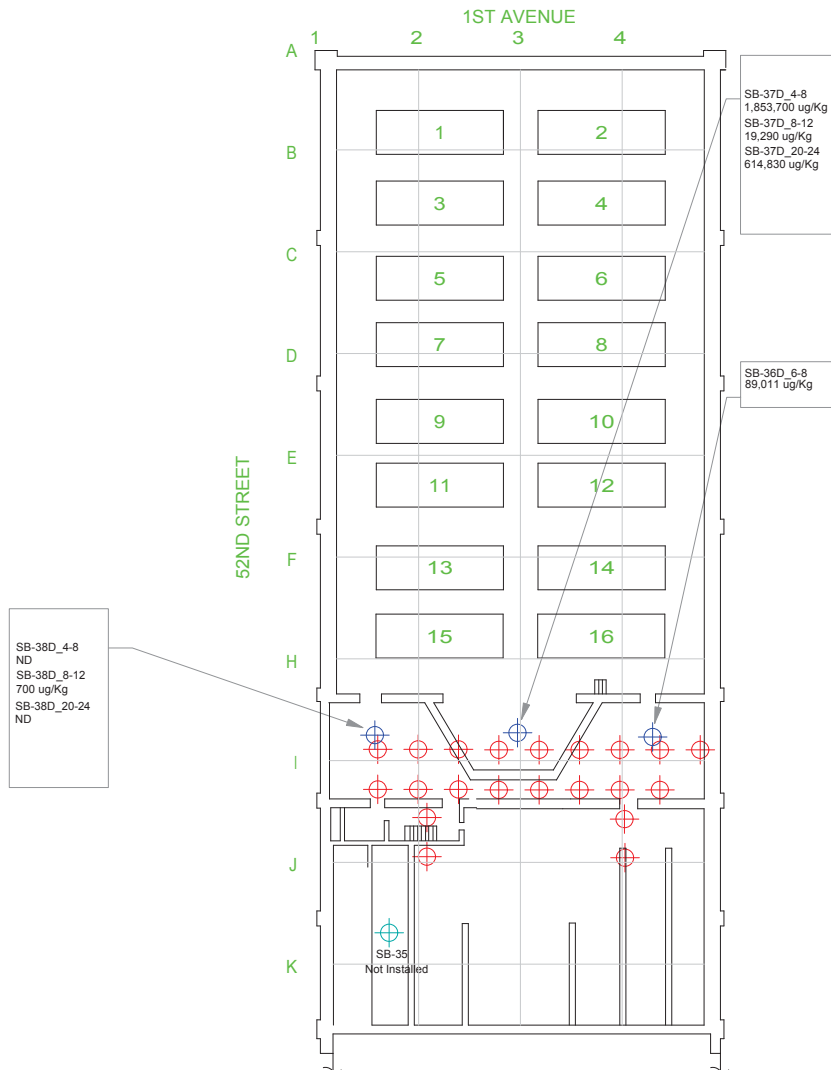 1ST AVENUE
1 2 3 4
A
B
C
D
E
F
H
I
J
K
52ND STREET
1 2
3 4
5 6
7 8
9 10
11 12
13 14
15 16
SB-37D_4-8
1,853,700 ug/Kg
SB-37D_8-12
19,290 ug/Kg
SB-37D_20-24
614,830 ug/Kg
SB-36D_6-8
89,011 ug/Kg
SB-38D_4-8
ND
SB-38D_8-12
700 ug/Kg
SB-38D_20-24
ND
SB-35
Not Installed